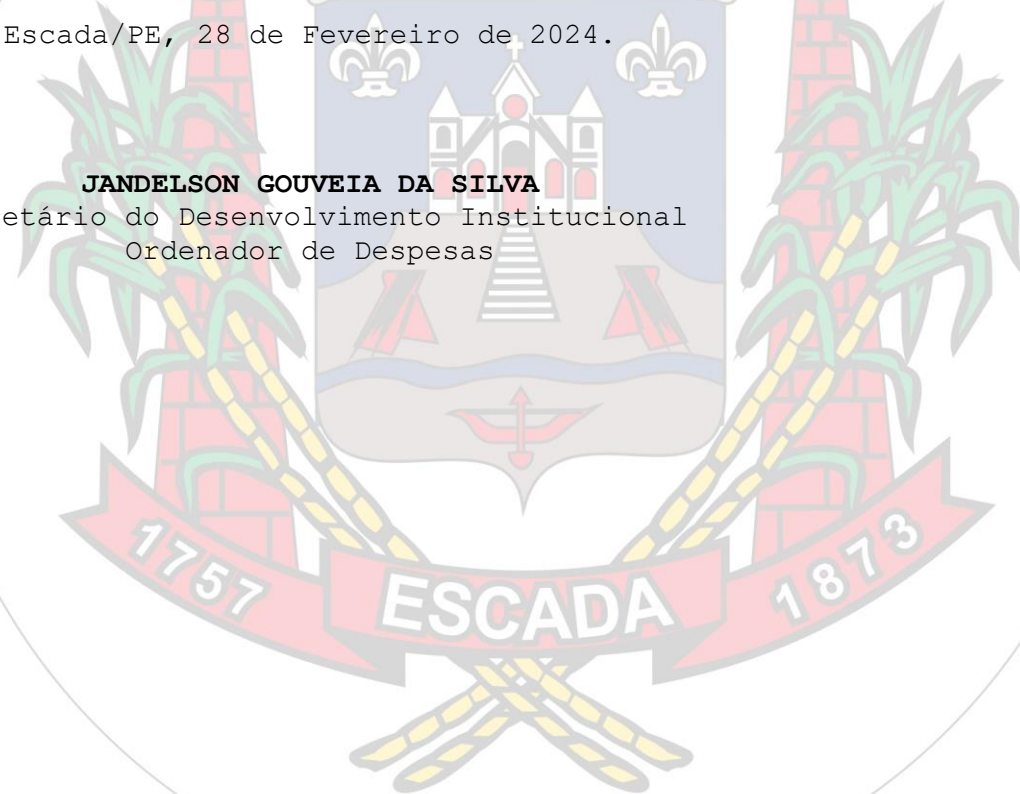 Escada/PE, 28 de Fevereiro de 2024.
JANDELSON GOUVEIA DA SILVA
etário do Desenvolvimento Institucional
Ordenador de Despesas
1757
ESCADA
1873